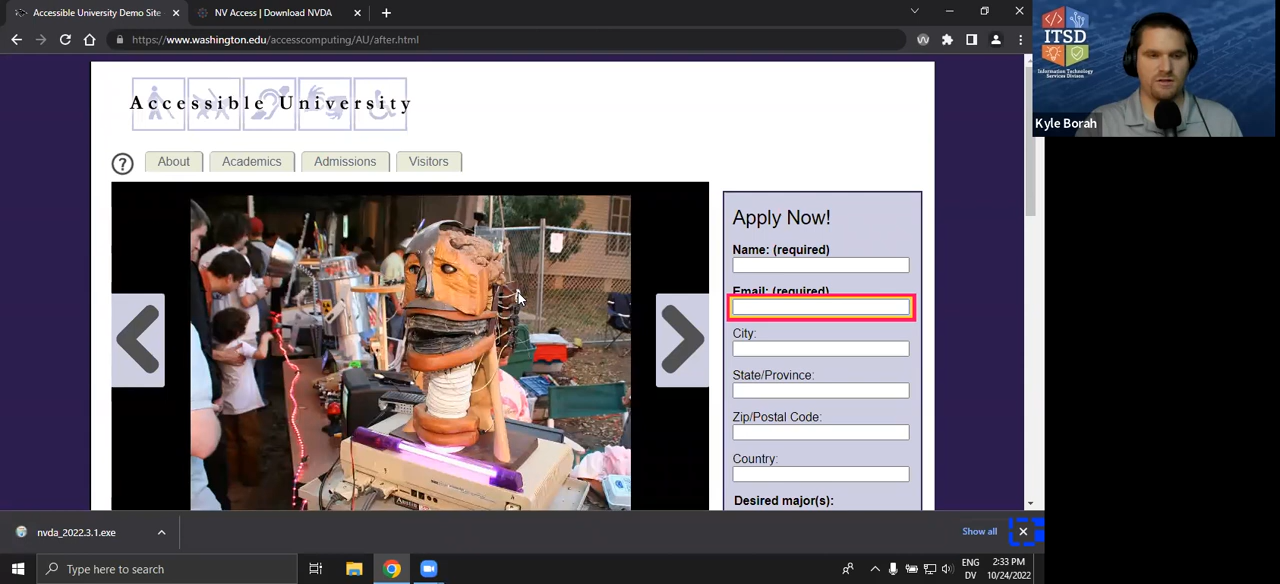 Accessible University Demo Site
NV Access | Download NVDA
https://www.washington.edu/accesscomputing/AU/after.html
ITSD
Information Technology
Services Division
Kyle Borah
Accessible University
?
About
Academics
Admissions
Visitors
Apply Now!
Name: (required)
Email: (required)
City:
State/Province:
Zip/Postal Code:
Country:
Desired major(s):
nvda_2022.3.1.exe
Show all
Type here to search
ENG
DV
2:33 PM
10/24/2022